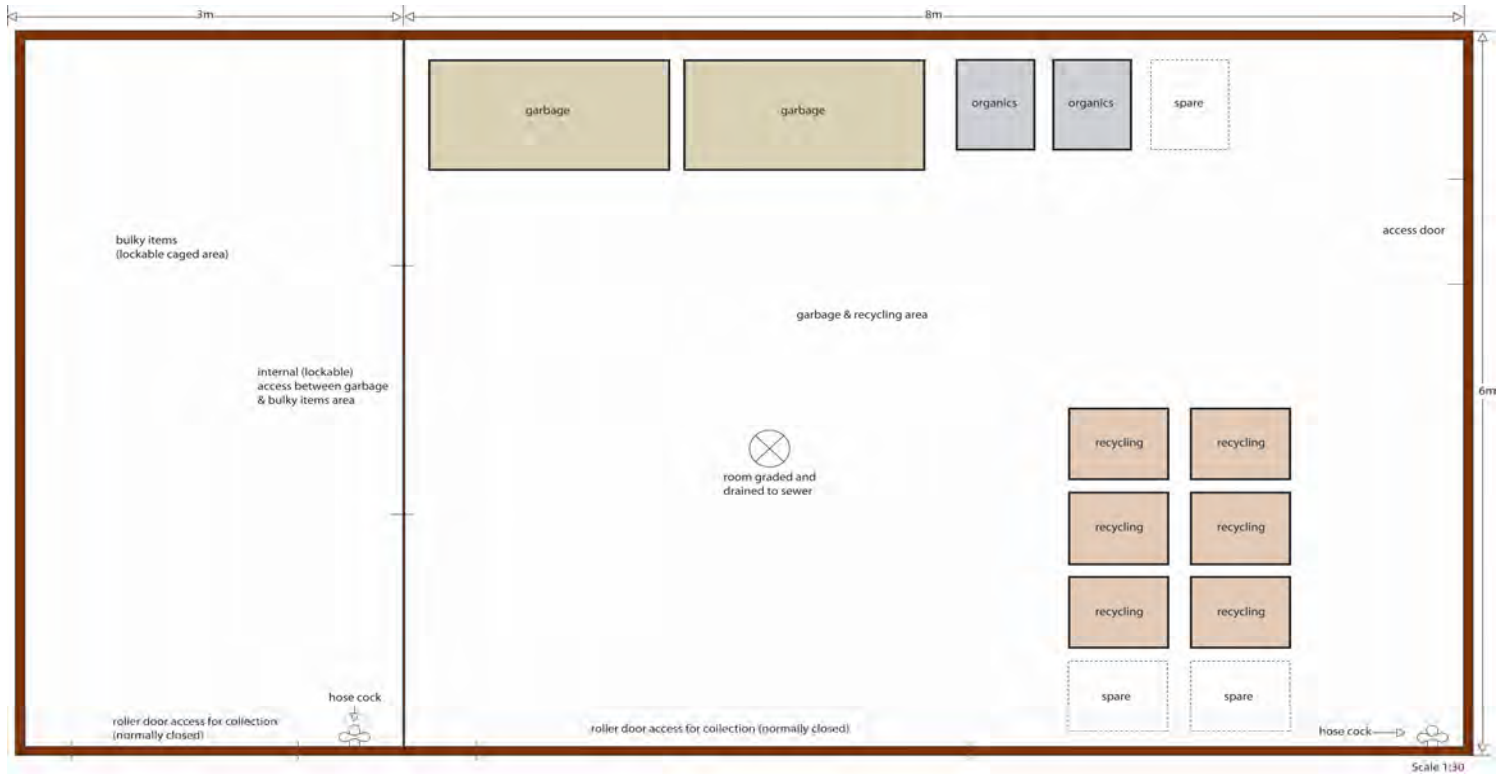 3m
8m
garbage
garbage
organics
organics
spare
bulky items
(lockable caged area)
access door
garbage & recycling area
internal (lockable)
access between garbage
& bulky items area
6m
recycling
recycling
room graded and
drained to sewer
recycling
recycling
recycling
recycling
spare
spare
hose cock
roller door access for collection
(normally closed)
roller door access for collection (normally closed)
hose cock
Scale 1:30